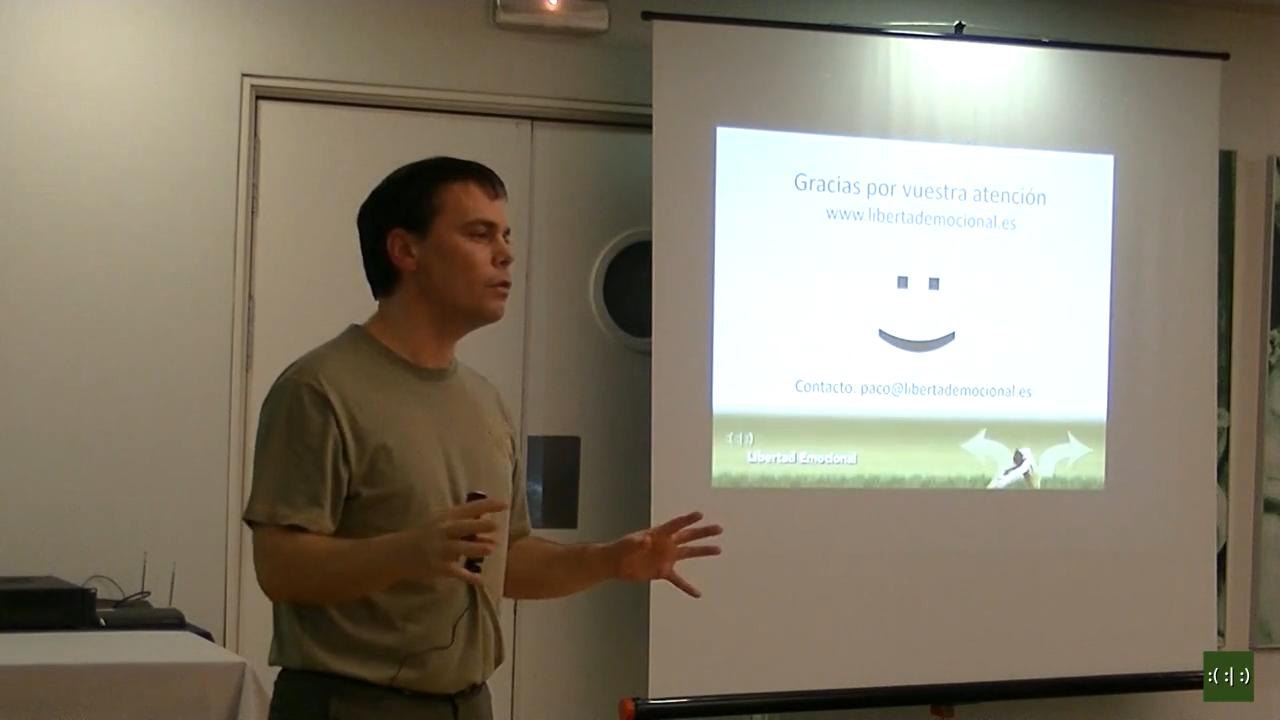 Gracias por vuestra atención
www.libertademocional.es
Contacto: paco@libertademocional.es
:( :| :)
Libertad Emocional
:( :| :)